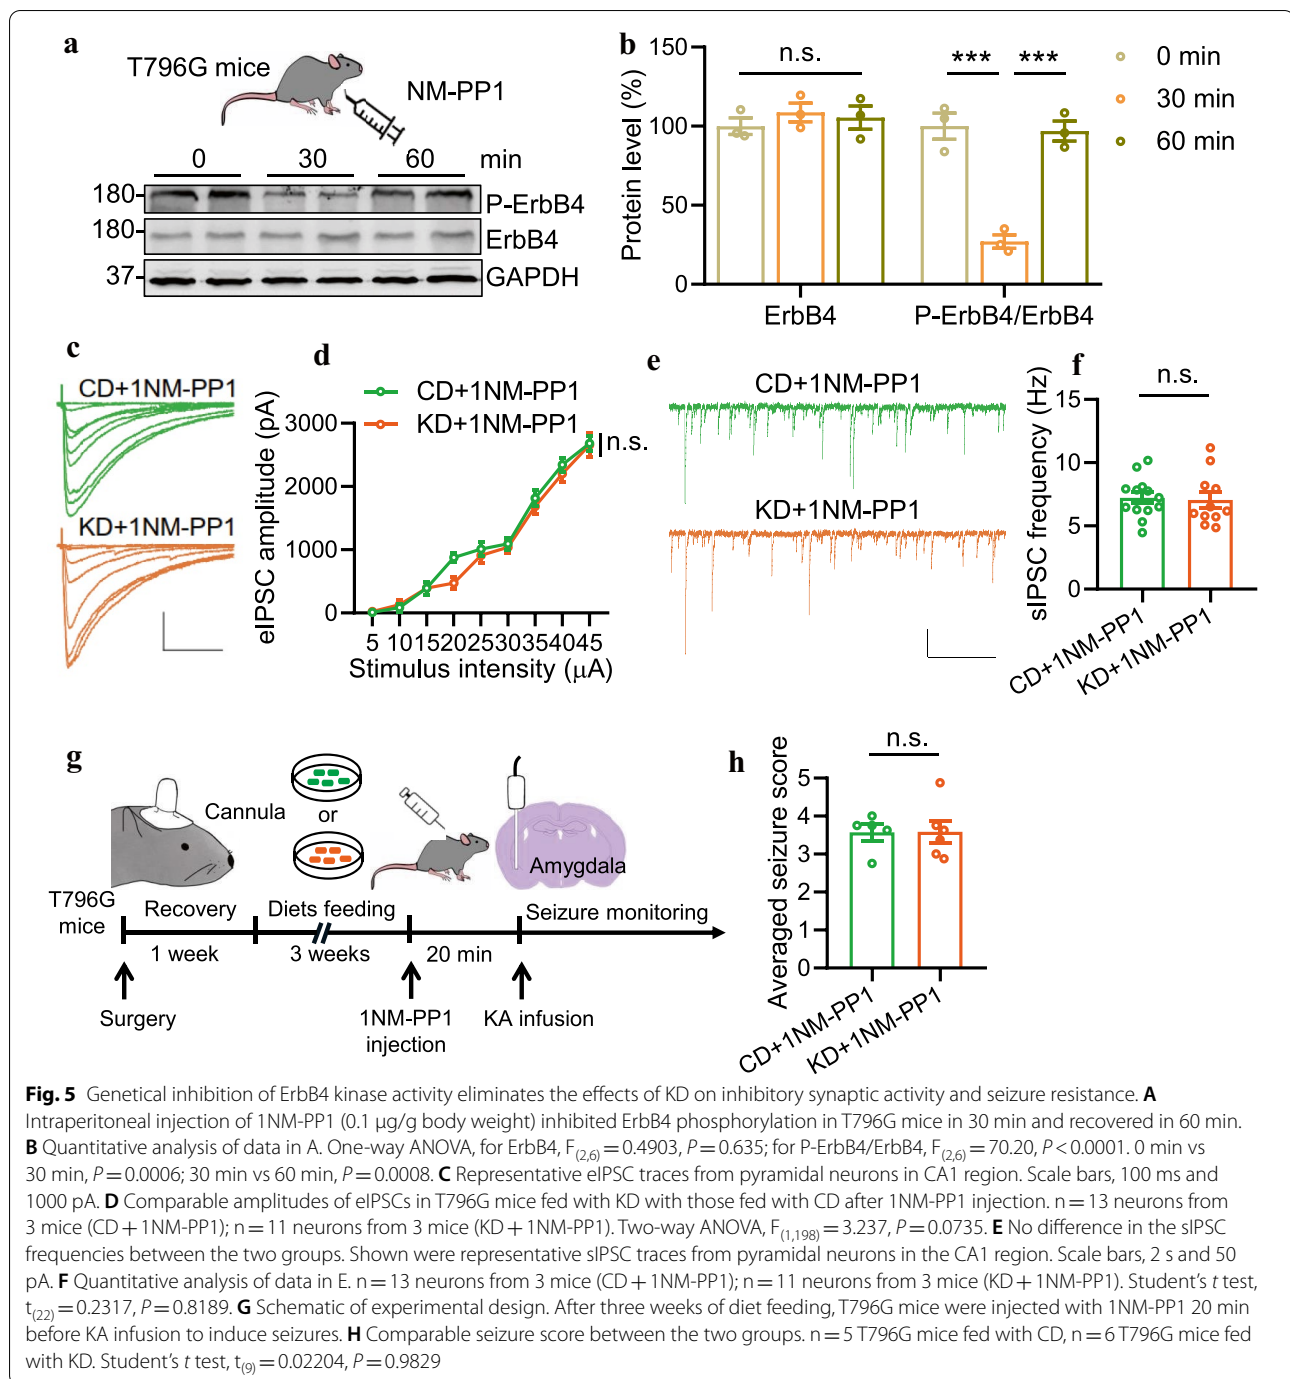 a
T796G mice
NM-PP1
0 30 60 min
180
P-ErbB4
180
ErbB4
37
GAPDH
b
Protein level (%)
150
100
50
0
n.s.
*** ***
0 min
30 min
60 min
ErbB4 P-ErbB4/ErbB4
c
CD+1NM-PP1
KD+1NM-PP1
d
CD+1NM-PP1
KD+1NM-PP1
eIPSC amplitude (pA)
3000
2000
1000
0
n.s.
5 10 15 20 25 30 35 40 45
Stimulus intensity (μA)
e
CD+1NM-PP1
KD+1NM-PP1
f
sIPSC frequency (Hz)
15
10
5
0
n.s.
CD+1NM-PP1
KD+1NM-PP1
g
Cannula
or
Amygdala
T796G
mice
Recovery
Diets feeding
Seizure monitoring
1 week
3 weeks
20 min
Surgery
1NM-PP1
injection
KA infusion
h
Averaged seizure score
5
4
3
2
1
0
n.s.
CD+1NM-PP1
KD+1NM-PP1
Fig. 5 Genetical inhibition of ErbB4 kinase activity eliminates the effects of KD on inhibitory synaptic activity and seizure resistance. A
Intraperitoneal injection of 1NM-PP1 (0.1 μg/g body weight) inhibited ErbB4 phosphorylation in T796G mice in 30 min and recovered in 60 min.
B Quantitative analysis of data in A. One-way ANOVA, for ErbB4, F(2,6) = 0.4903, P = 0.635; for P-ErbB4/ErbB4, F(2,6) = 70.20, P < 0.0001. 0 min vs
30 min, P = 0.0006; 30 min vs 60 min, P = 0.0008. C Representative eIPSC traces from pyramidal neurons in CA1 region. Scale bars, 100 ms and
1000 pA. D Comparable amplitudes of eIPSCs in T796G mice fed with KD with those fed with CD after 1NM-PP1 injection. n = 13 neurons from
3 mice (CD + 1NM-PP1); n = 11 neurons from 3 mice (KD + 1NM-PP1). Two-way ANOVA, F(1,198) = 3.237, P = 0.0735. E No difference in the sIPSC
frequencies between the two groups. Shown were representative sIPSC traces from pyramidal neurons in the CA1 region. Scale bars, 2 s and 50
pA. F Quantitative analysis of data in E. n = 13 neurons from 3 mice (CD + 1NM-PP1); n = 11 neurons from 3 mice (KD + 1NM-PP1). Student's t test,
t(22) = 0.2317, P = 0.8189. G Schematic of experimental design. After three weeks of diet feeding, T796G mice were injected with 1NM-PP1 20 min
before KA infusion to induce seizures. H Comparable seizure score between the two groups. n = 5 T796G mice fed with CD, n = 6 T796G mice fed
with KD. Student's t test, t(9) = 0.02204, P = 0.9829